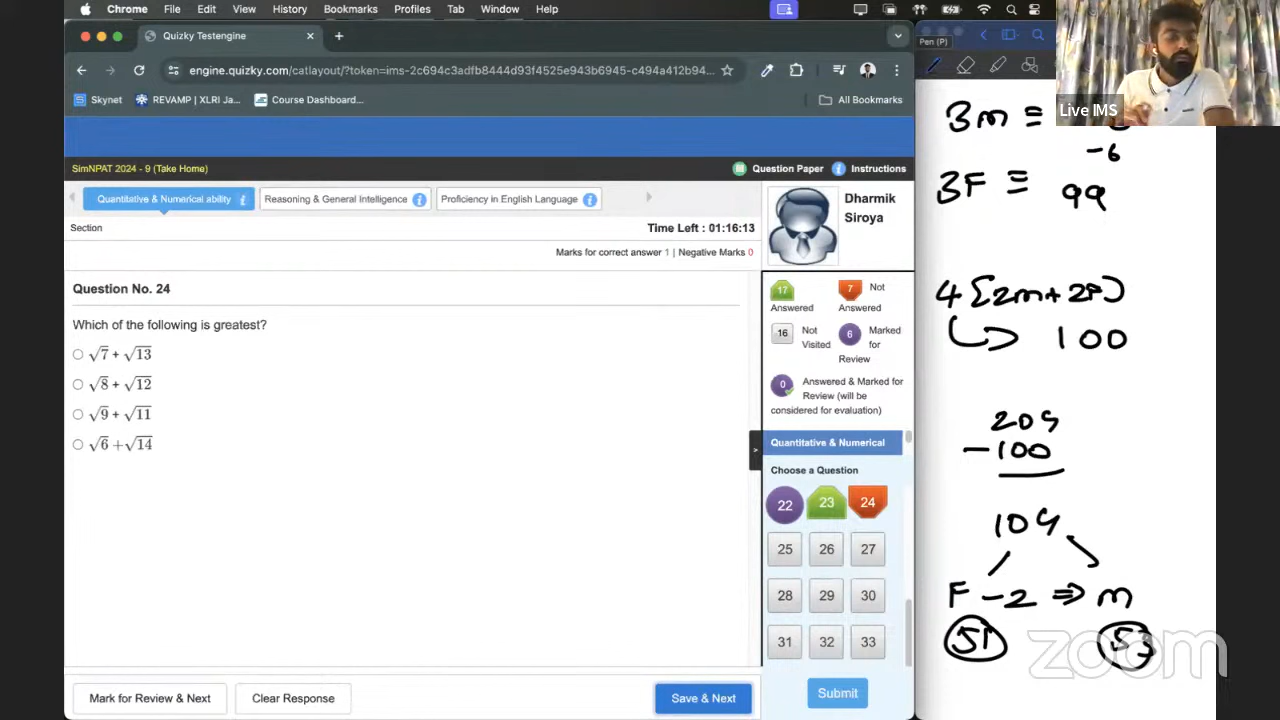 Chrome File Edit View History Bookmarks Profiles Tab Window Help
Quizky Testengine
engine.quizky.com/catlayout/?token=ims-2c694c3adfb8444d93f4525e943b6945-c494a412b94...
Skynet REVAMP | XLRI Ja... Course Dashboard... All Bookmarks
SimNPAT 2024 - 9 (Take Home) Question Paper Instructions
Quantitative & Numerical ability Reasoning & General Intelligence Proficiency in English Language
Section Time Left : 01:16:13
Marks for correct answer 1 | Negative Marks 0
Dharmik
Siroya
Question No. 24
Which of the following is greatest?
√7 + √13
√8 + √12
√9 + √11
√6 +√14
17 Answered
7 Not Answered
16 Not Visited
6 Marked for Review
0 Answered & Marked for Review (will be considered for evaluation)
Quantitative & Numerical
Choose a Question
22 23 24
25 26 27
28 29 30
31 32 33
Mark for Review & Next Clear Response Save & Next Submit
Pen (P)
Live IMS
3m ≡
-6
3F ≡ 99
4[2m+2F)
100
204
-100
104
F -2 ⇒ m
51 53
zoom